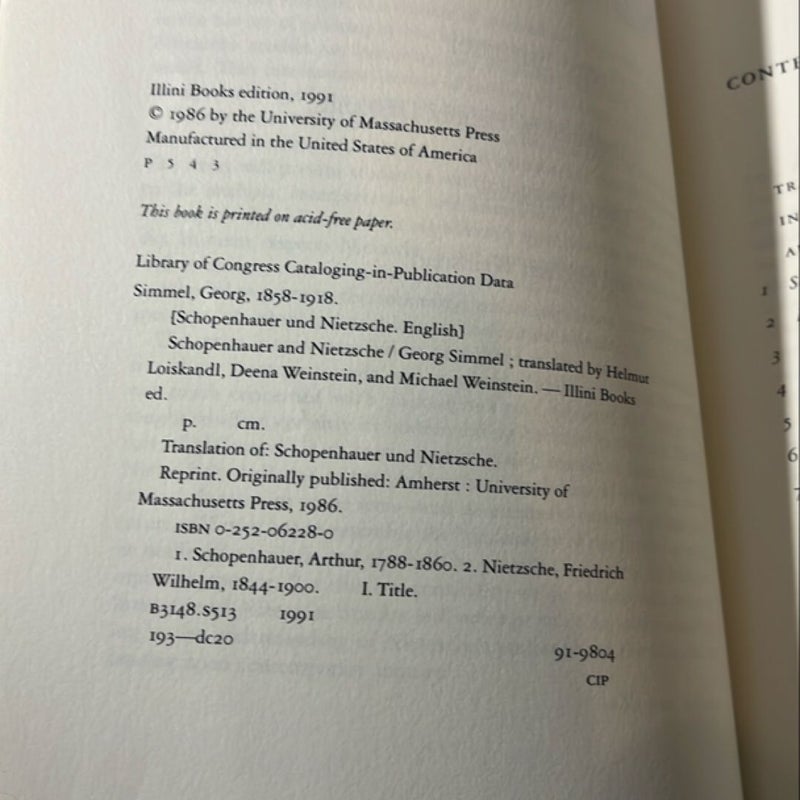 Illini Books edition, 1991
© 1986 by the University of Massachusetts Press
Manufactured in the United States of America
P 5 4 3
This book is printed on acid-free paper.
Library of Congress Cataloging-in-Publication Data
Simmel, Georg, 1858-1918.
[Schopenhauer und Nietzsche. English]
Schopenhauer and Nietzsche / Georg Simmel ; translated by Helmut
Loiskandl, Deena Weinstein, and Michael Weinstein. — Illini Books
ed.
p. cm.
Translation of: Schopenhauer und Nietzsche.
Reprint. Originally published: Amherst : University of
Massachusetts Press, 1986.
ISBN 0-252-06228-0
1. Schopenhauer, Arthur, 1788-1860. 2. Nietzsche, Friedrich
Wilhelm, 1844-1900. I. Title.
B3148.S513 1991
193—dc20
91-9804
CIP
1
2
3
4
5
6